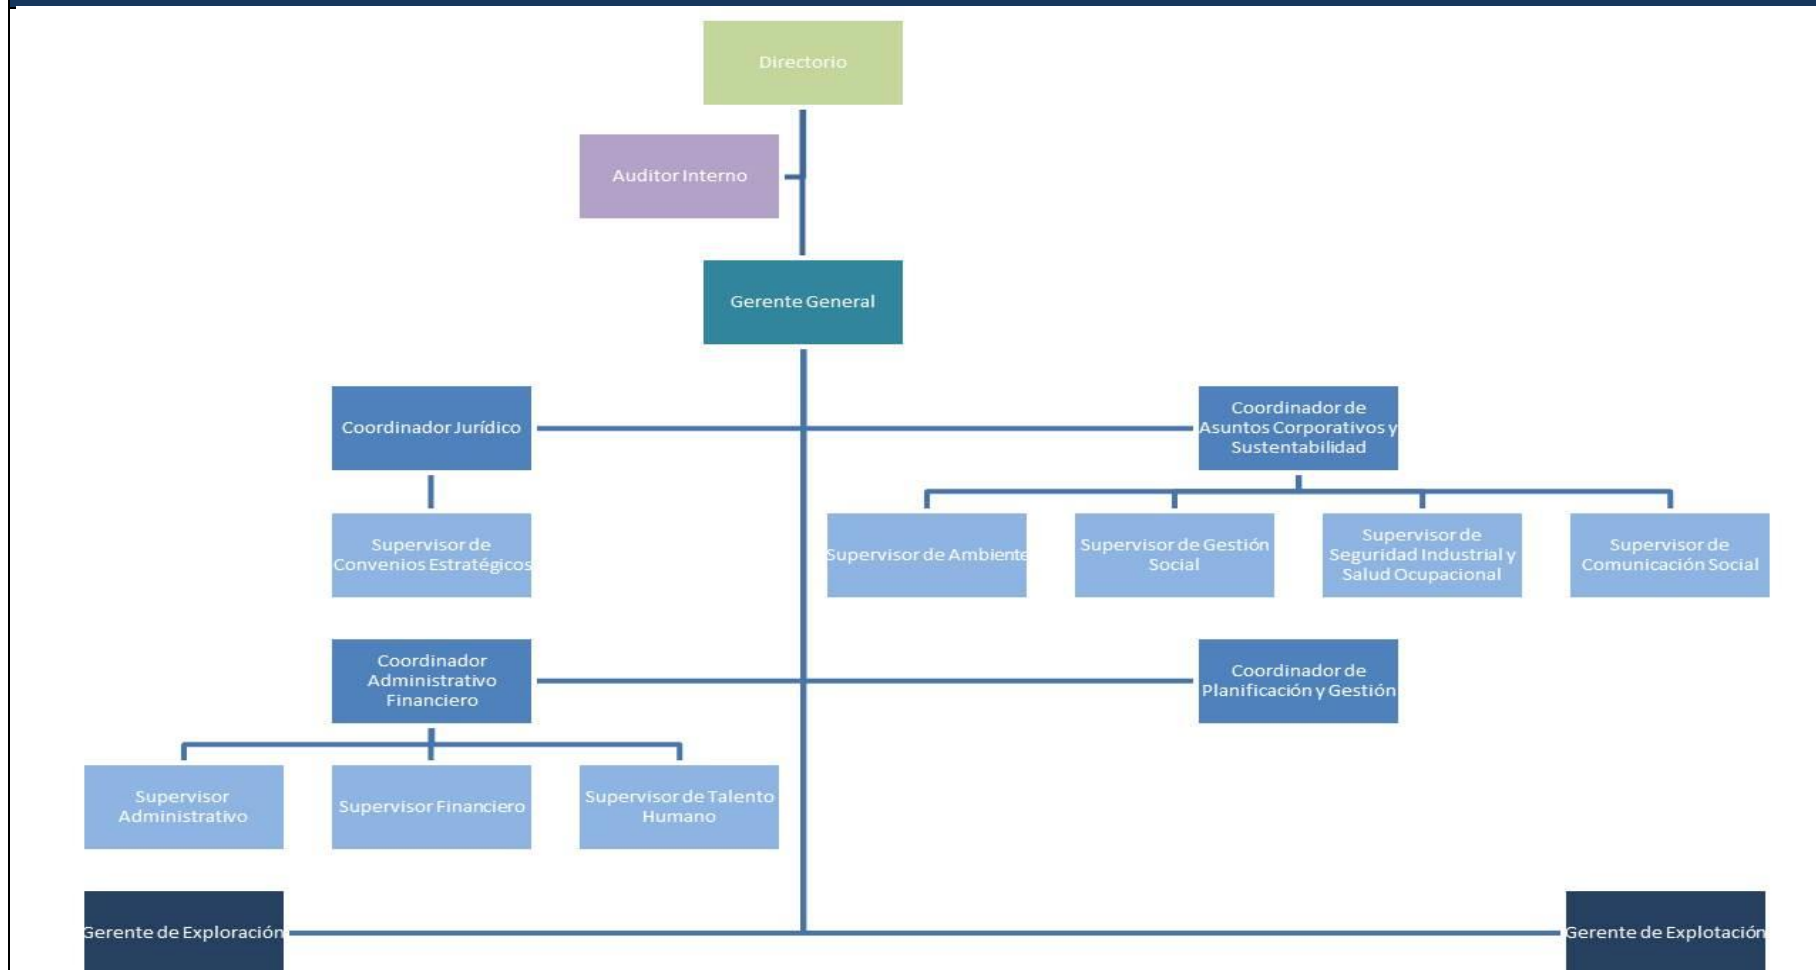 Directorio
Auditor Interno
Gerente General
Coordinador Jurídico
Coordinador de
Asuntos Corporativos y
Sustentabilidad
Supervisor de
Convenios Estratégicos
Supervisor de Ambiente
Supervisor de Gestión
Social
Supervisor de
Seguridad Industrial y
Salud Ocupacional
Supervisor de
Comunicación Social
Coordinador
Administrativo
Financiero
Coordinador de
Planificación y Gestión
Supervisor
Administrativo
Supervisor Financiero
Supervisor de Talento
Humano
Gerente de Exploración
Gerente de Explotación